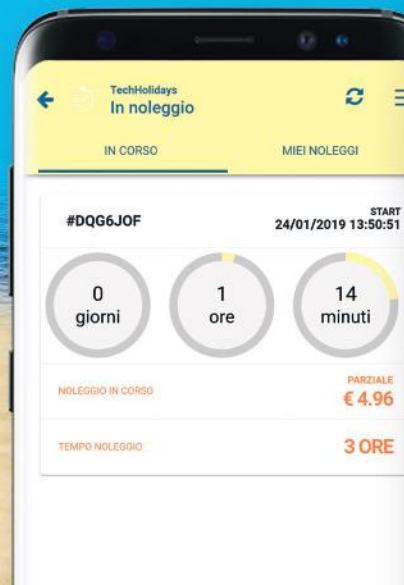 TechHolidays
In noleggio
IN CORSO
MIEI NOLEGGI
#DQG6JOF
START
24/01/2019 13:50:51
0
giorni
1
ore
14
minuti
NOLEGGIO IN CORSO
PARZIALE
€ 4.96
TEMPO NOLEGGIO
3 ORE